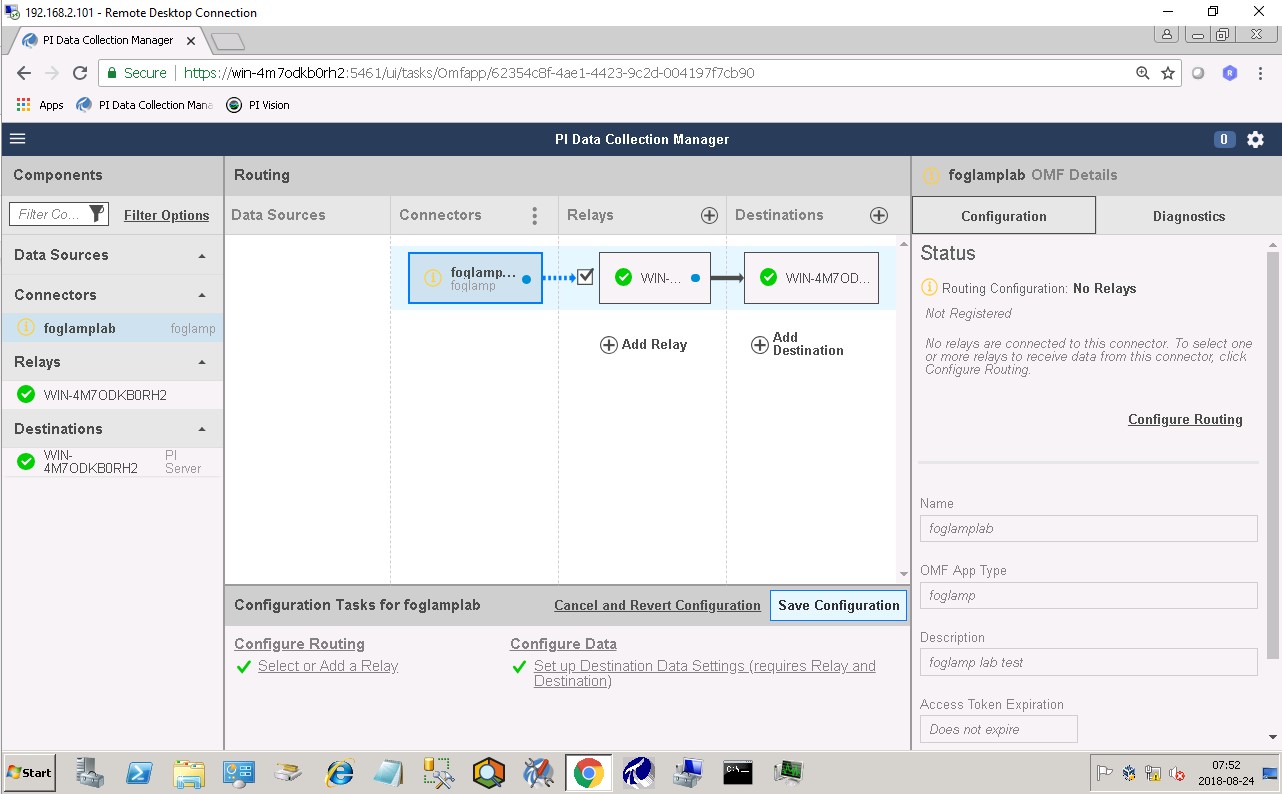 192.168.2.101 - Remote Desktop Connection
PI Data Collection Manager
Secure https://win-4m7odkb0rh2:5461/ui/tasks/Omfapp/62354c8f-4ae1-4423-9c2d-004197f7cb90
Apps PI Data Collection Mana PI Vision
PI Data Collection Manager
0
Components
Filter Co... Filter Options
Data Sources
Connectors
foglamplab foglamp
Relays
WIN-4M7ODKB0RH2
Destinations
WIN-
4M7ODKB0RH2
PI
Server
Routing
Data Sources Connectors Relays Destinations
foglamp...
foglamp
WIN-...
WIN-4M7OD...
Add Relay
Add
Destination
Configuration Tasks for foglamplab Cancel and Revert Configuration Save Configuration
Configure Routing
Select or Add a Relay
Configure Data
Set up Destination Data Settings (requires Relay and
Destination)
foglamplab OMF Details
Configuration Diagnostics
Status
Routing Configuration: No Relays
Not Registered
No relays are connected to this connector. To select one
or more relays to receive data from this connector, click
Configure Routing.
Configure Routing
Name
foglamplab
OMF App Type
foglamp
Description
foglamp lab test
Access Token Expiration
Does not expire
Start
C:\
07:52
2018-08-24